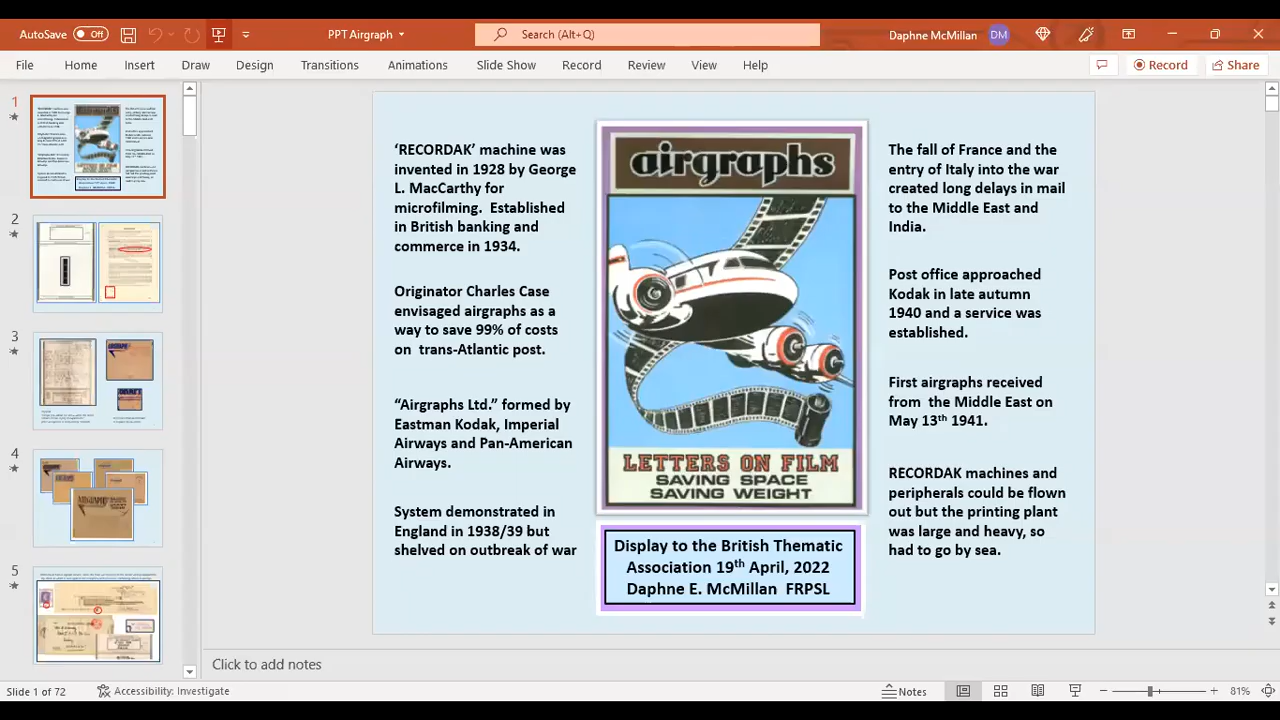 AutoSave Off PPT Airgraph Search (Alt+Q) Daphne McMillan DM
File Home Insert Draw Design Transitions Animations Slide Show Record Review View Help Record Share
1
2
3
4
5
‘RECORDAK’ machine was
invented in 1928 by George
L. MacCarthy for
microfilming. Established
in British banking and
commerce in 1934.
Originator Charles Case
envisaged airgraphs as a
way to save 99% of costs
on trans-Atlantic post.
“Airgraphs Ltd.” formed by
Eastman Kodak, Imperial
Airways and Pan-American
Airways.
System demonstrated in
England in 1938/39 but
shelved on outbreak of war
airgraphs
LETTERS ON FILM
SAVING SPACE
SAVING WEIGHT
Display to the British Thematic
Association 19th April, 2022
Daphne E. McMillan FRPSL
The fall of France and the
entry of Italy into the war
created long delays in mail
to the Middle East and
India.
Post office approached
Kodak in late autumn
1940 and a service was
established.
First airgraphs received
from the Middle East on
May 13th 1941.
RECORDAK machines and
peripherals could be flown
out but the printing plant
was large and heavy, so
had to go by sea.
Click to add notes
Slide 1 of 72 Accessibility: Investigate Notes 81%